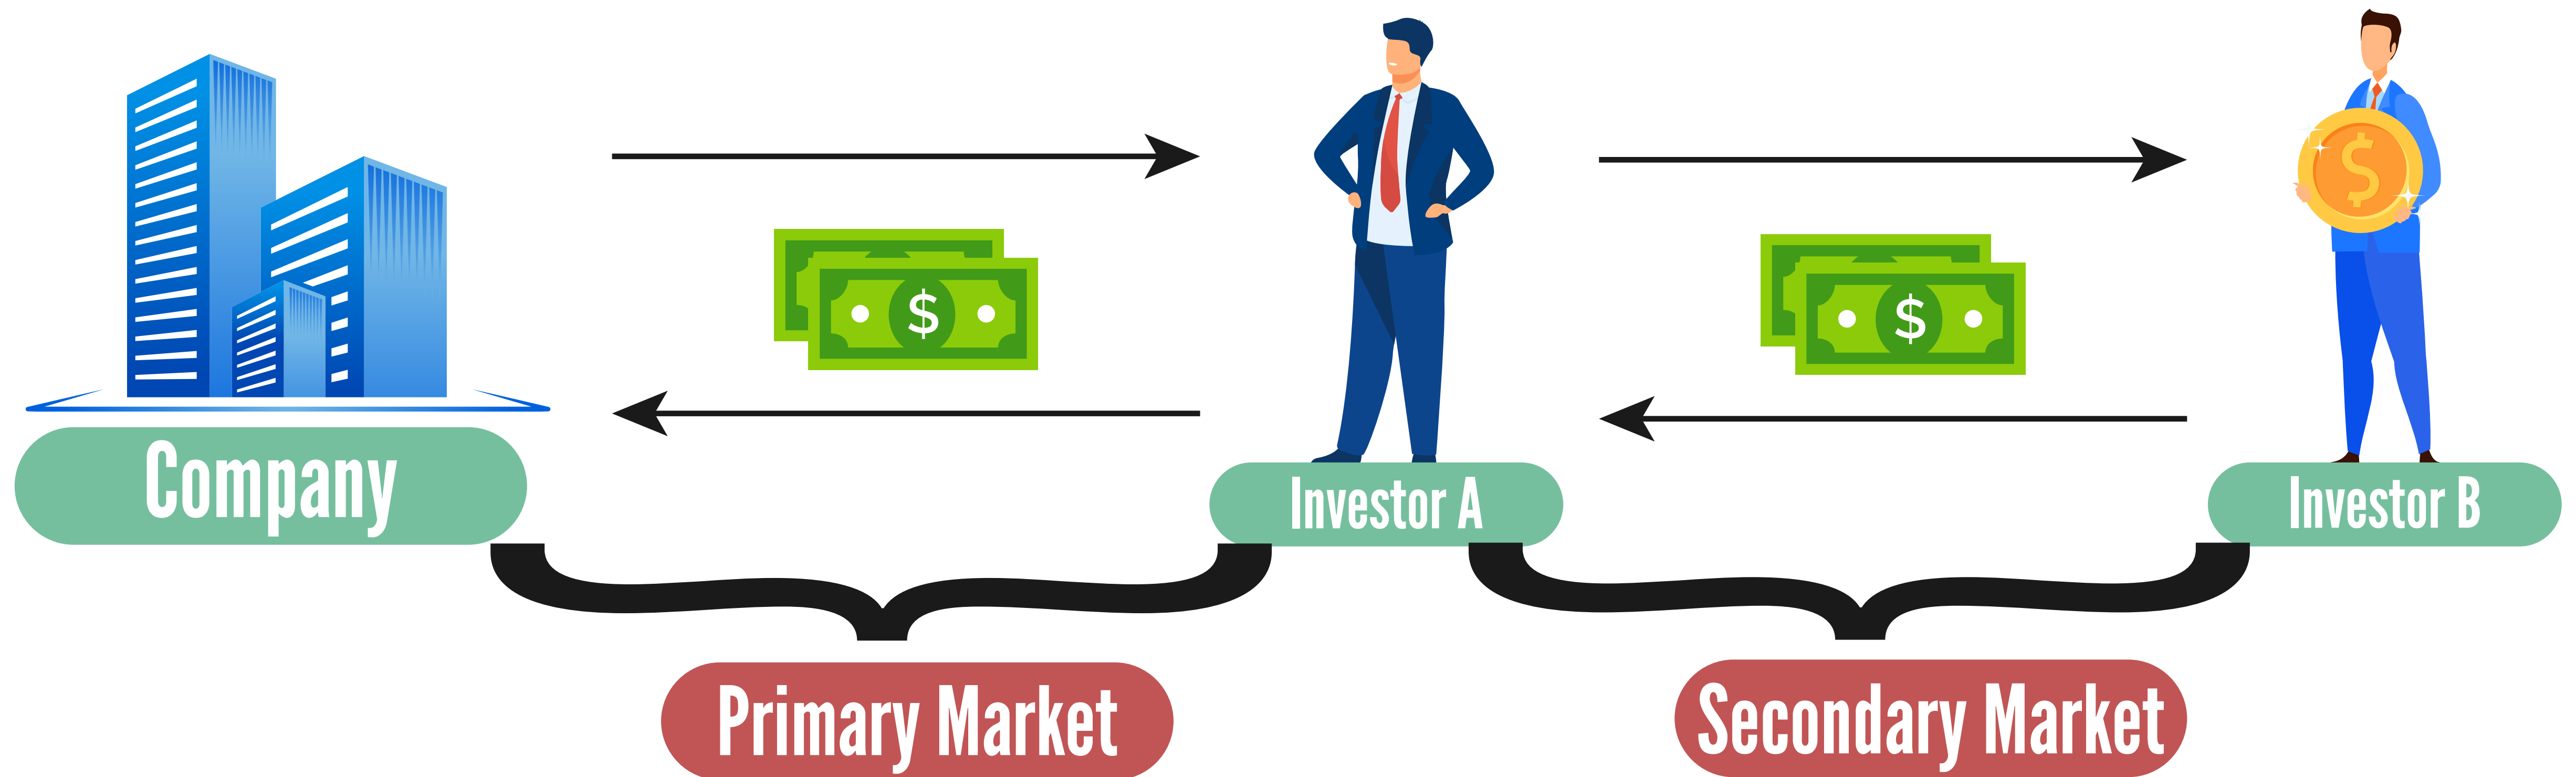 $
$
$
Company
Investor A
Investor B
Primary Market
Secondary Market